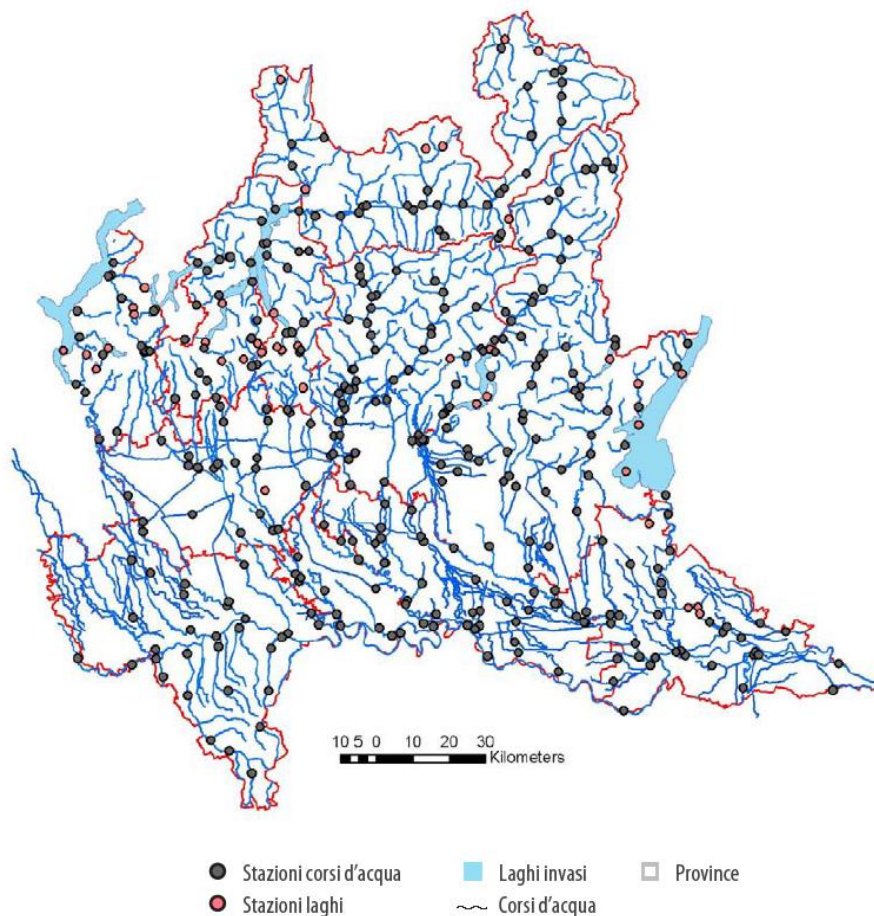 10 5 0 10 20 30
Kilometers
Stazioni corsi d'acqua Laghi invasi Province
Stazioni laghi Corsi d'acqua